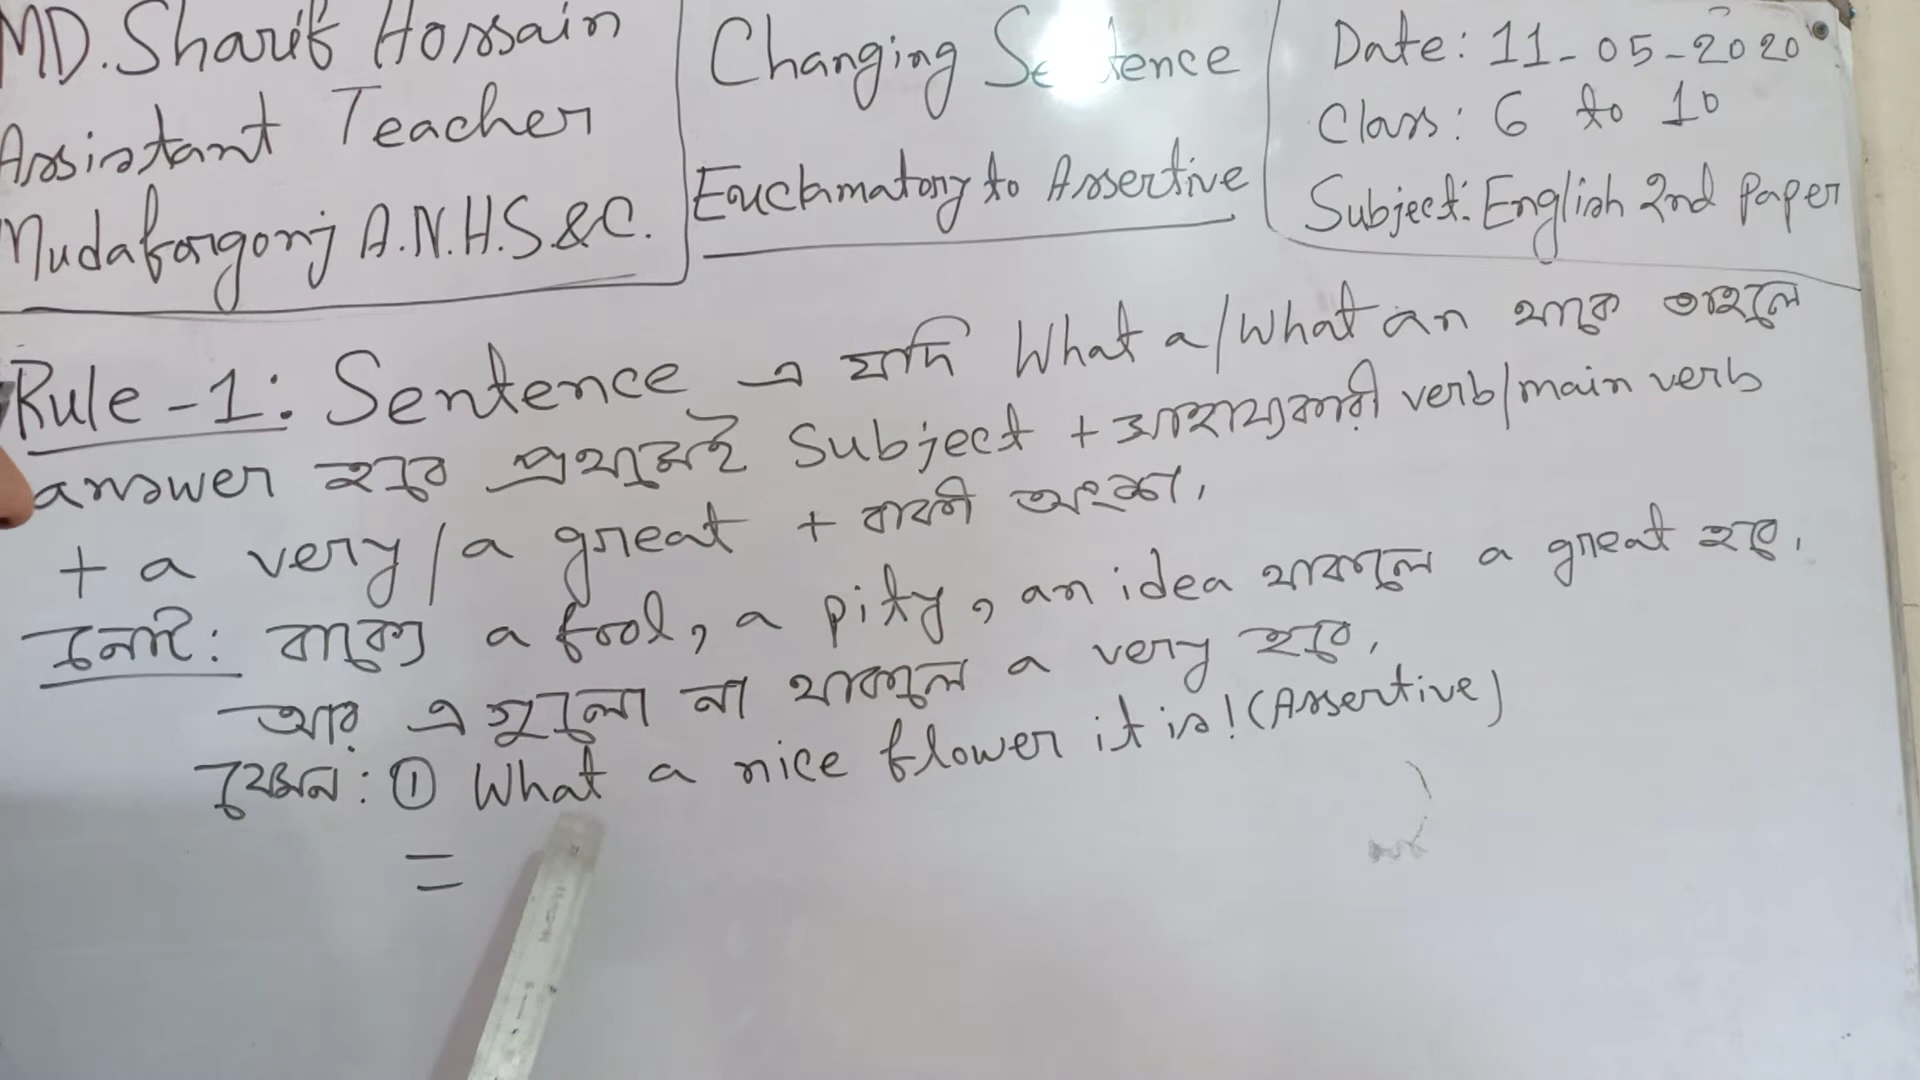 MD. Sharif Hossain
Assistant Teacher
Mudafargonj A.N.H.S.&C.
Changing Sentence
Exclamatory to Assertive
Date: 11-05-2020
Class: 6 to 10
Subject: English 2nd Paper
Rule-1: Sentence এ যদি What a/What an থাকে তাহলে
answer হবে প্রথমেই Subject + সাহায্যকারী verb/main verb
+ a very/a great + বাকী অংশ।
নোট: বাক্যে a fool, a pity, an idea থাকলে a great হবে।
আর এগুলো না থাকলে a very হবে।
যেমন: ① What a nice flower it is! (Assertive)
=